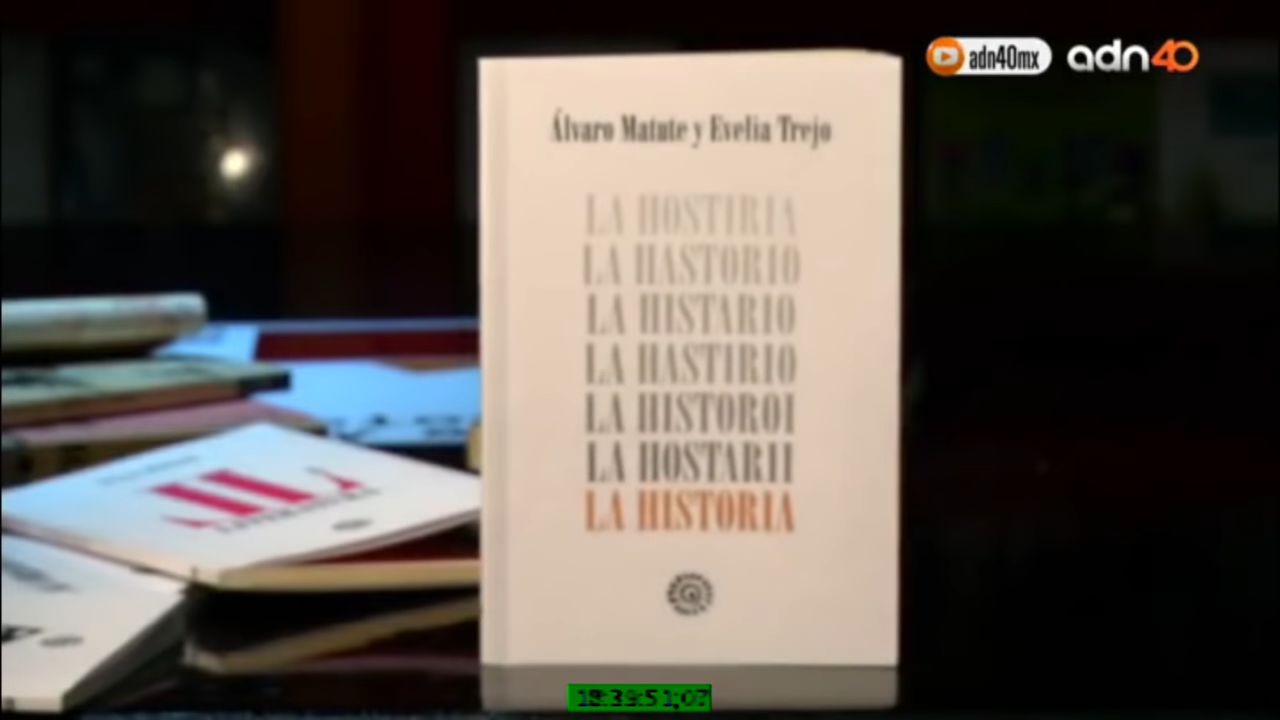 adn40mx adn40
Álvaro Matute y Evelia Trejo
LA HOSTIRIA
LA HASTORIO
LA HISTARIO
LA HASTIRIO
LA HISTOROI
LA HOSTARII
LA HISTORIA